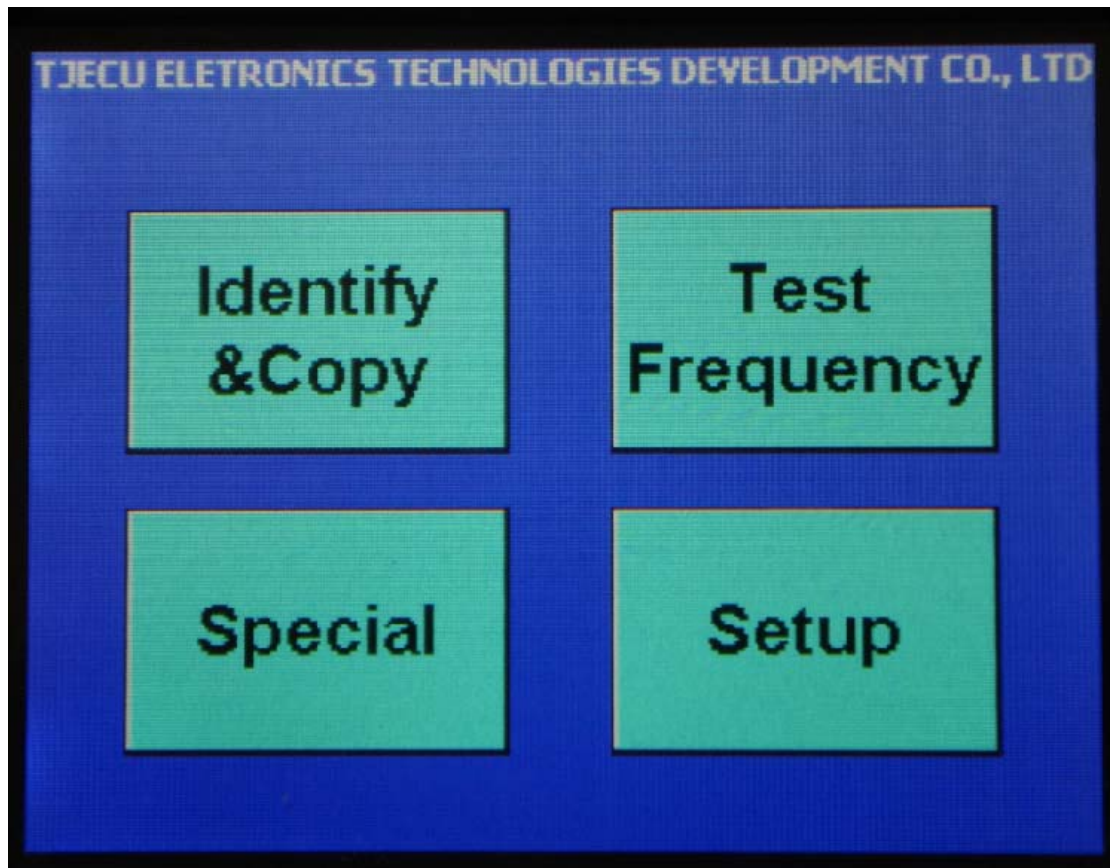 TJECU ELETRONICS TECHNOLOGIES DEVELOPMENT CO., LTD
Identify
&Copy
Test
Frequency
Special
Setup